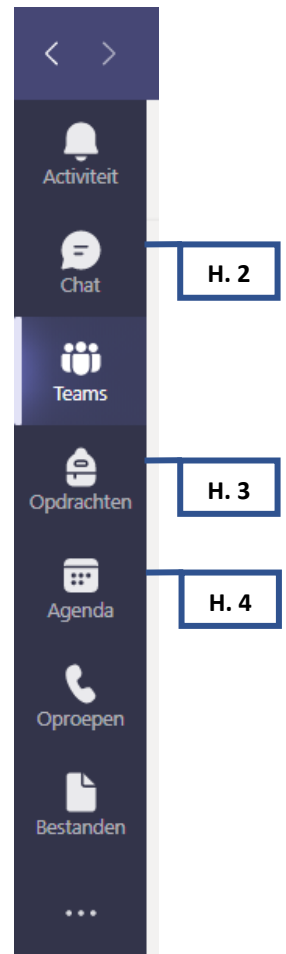 Activiteit
Chat
H. 2
Teams
Opdrachten
H. 3
Agenda
H. 4
Oproepen
Bestanden